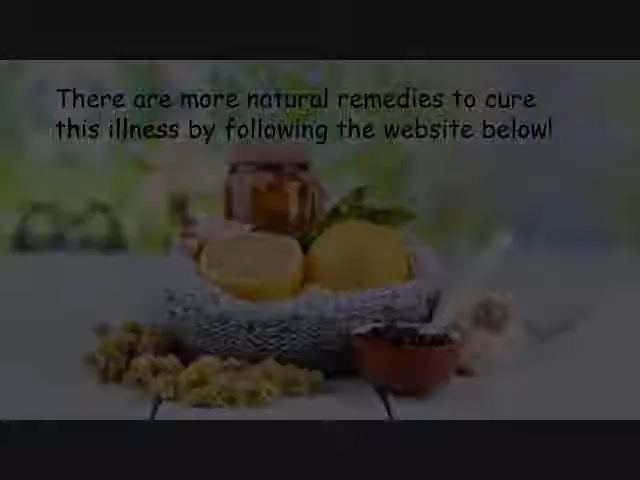 There are more natural remedies to cure
this illness by following the website below!